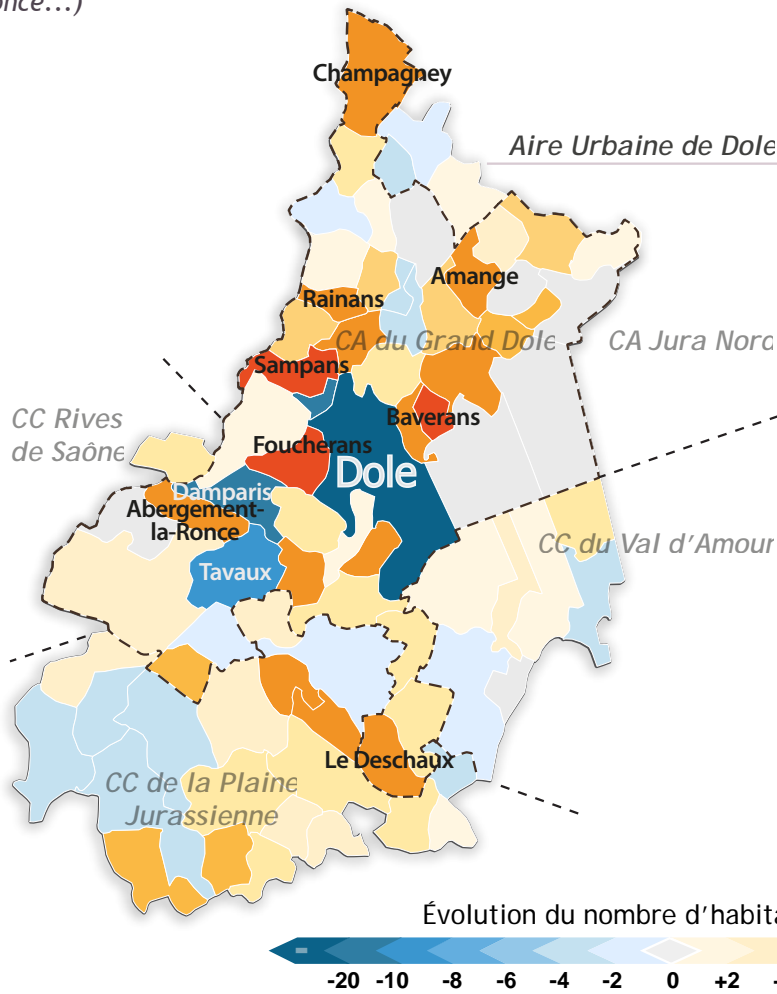 once…)
Champagney
Aire Urbaine de Dole
Amange
Rainans
CA du Grand Dole
CA Jura Nord
Sampans
CC Rives
de Saône
Baverans
Foucherans
Dole
Damparis
Abergement-
la-Ronce
CC du Val d'Amour
Tavaux
Le Deschaux
CC de la Plaine
Jurassienne
Évolution du nombre d'habita
-20 -10 -8 -6 -4 -2 0 +2